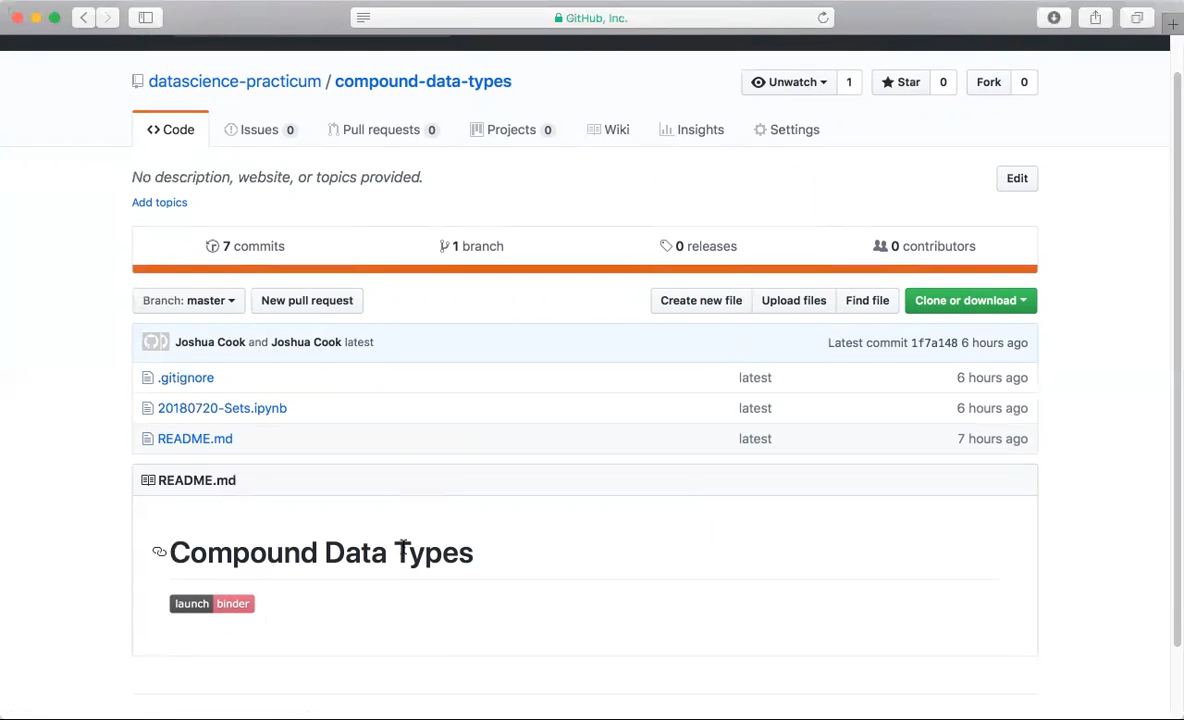 GitHub, Inc.
datascience-practicum / compound-data-types
Unwatch 1 Star 0 Fork 0
Code Issues 0 Pull requests 0 Projects 0 Wiki Insights Settings
No description, website, or topics provided. Edit
Add topics
7 commits 1 branch 0 releases 0 contributors
Branch: master New pull request Create new file Upload files Find file Clone or download
Joshua Cook and Joshua Cook latest Latest commit 1f7a148 6 hours ago
.gitignore latest 6 hours ago
20180720-Sets.ipynb latest 6 hours ago
README.md latest 7 hours ago
README.md
Compound Data Types
launch binder